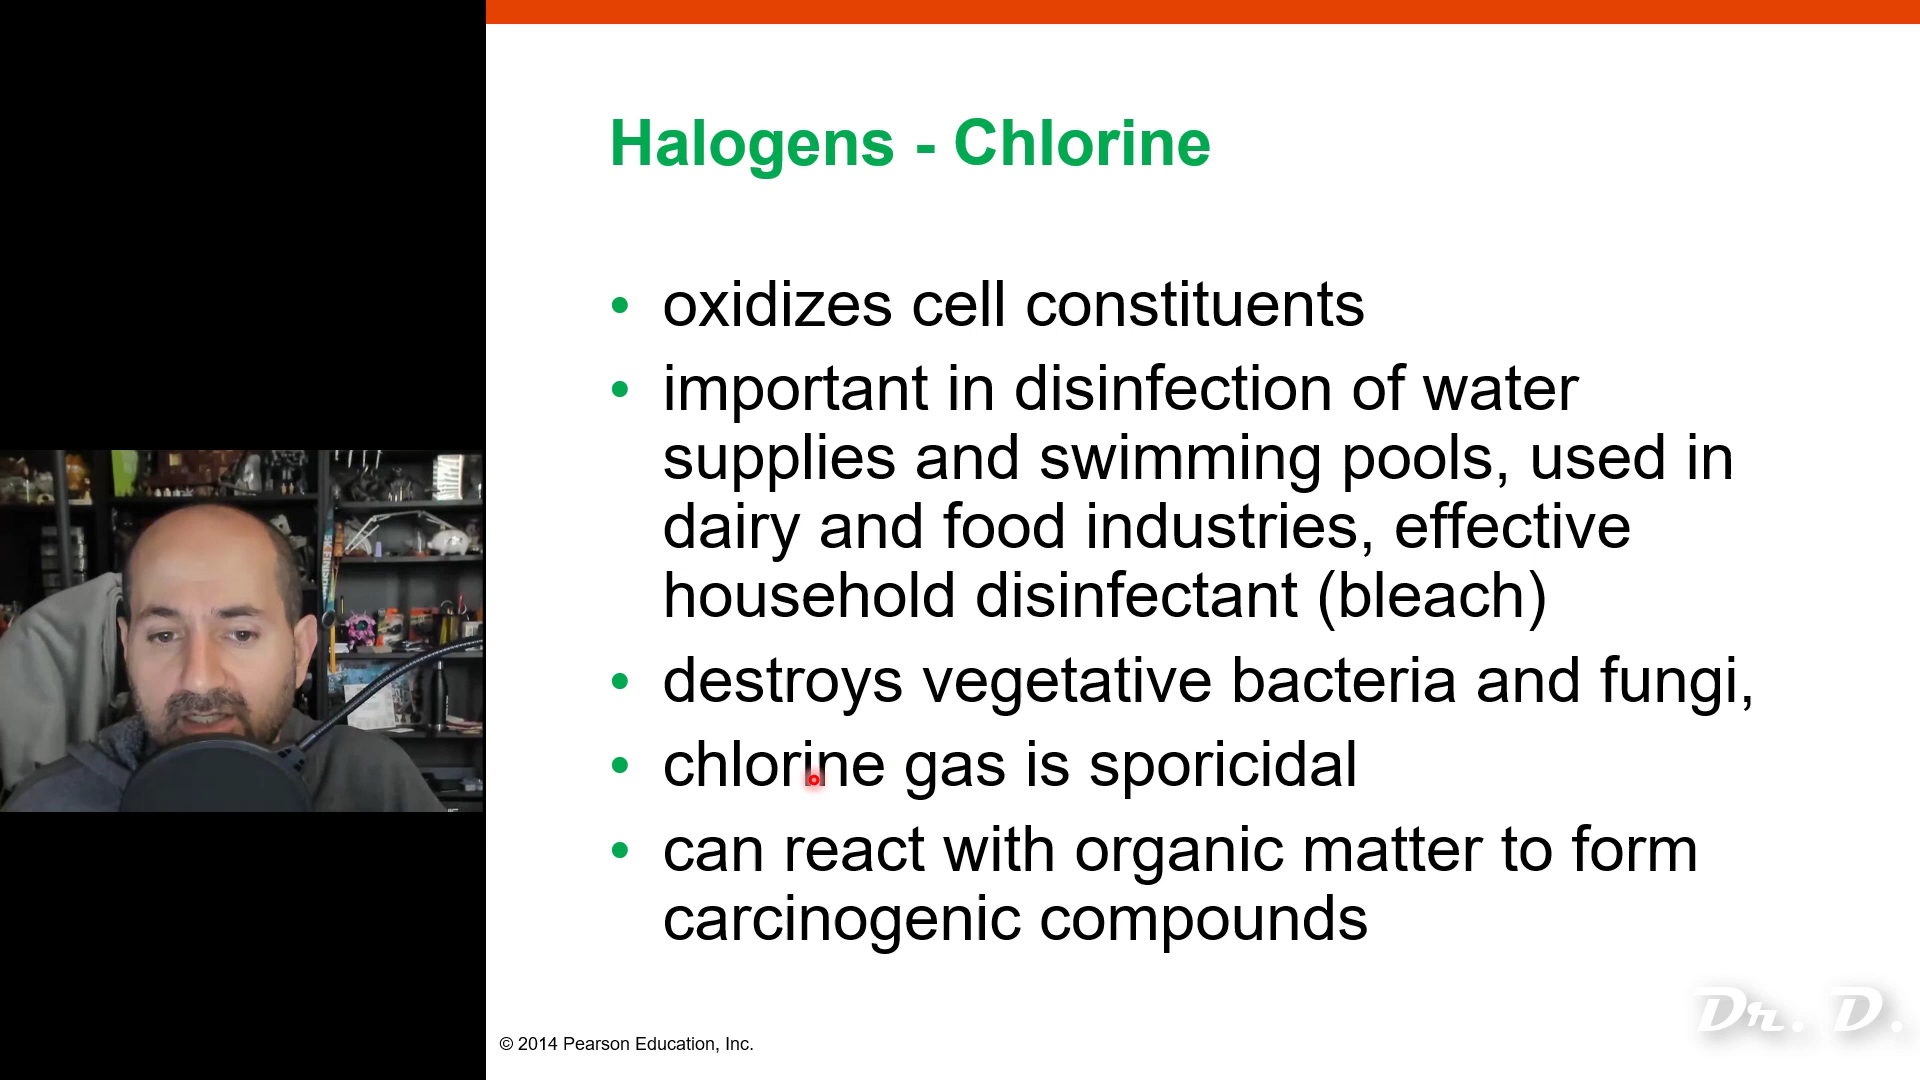 Halogens - Chlorine
• oxidizes cell constituents
• important in disinfection of water
supplies and swimming pools, used in
dairy and food industries, effective
household disinfectant (bleach)
• destroys vegetative bacteria and fungi,
• chlorine gas is sporicidal
• can react with organic matter to form
carcinogenic compounds
Dr. D.
© 2014 Pearson Education, Inc.